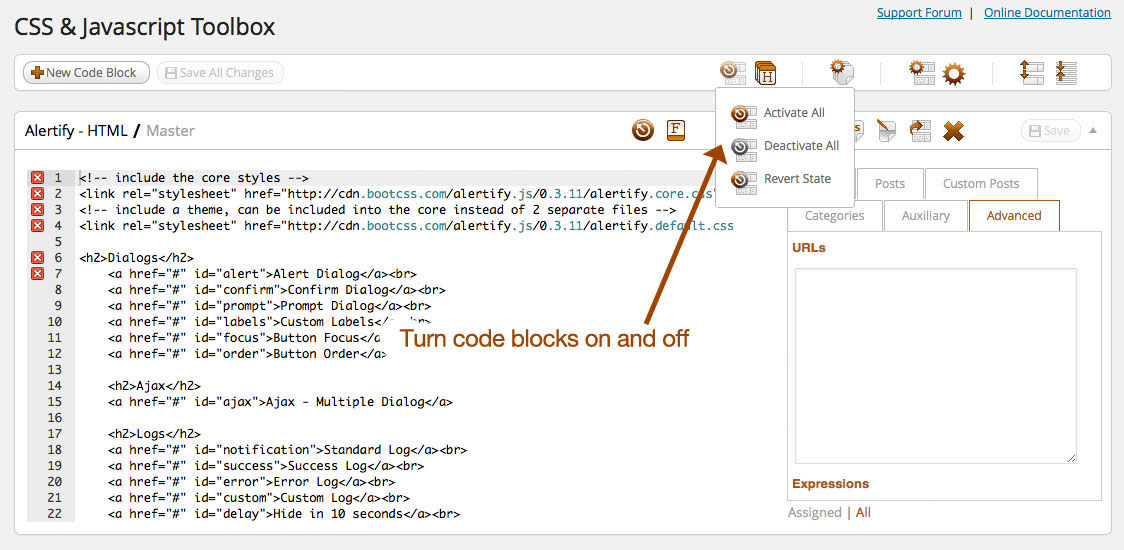 Support Forum | Online Documentation
CSS & Javascript Toolbox
New Code Block Save All Changes
H
Activate All
Deactivate All
Revert State
Alertify - HTML / Master
F
s
Save
Posts Custom Posts
Categories Auxiliary Advanced
URLs
1 <!-- include the core styles -->
2 <link rel="stylesheet" href="http://cdn.bootcss.com/alertify.js/0.3.11/alertify.core.css"
3 <!-- include a theme, can be included into the core instead of 2 separate files -->
4 <link rel="stylesheet" href="http://cdn.bootcss.com/alertify.js/0.3.11/alertify.default.css
5
6 <h2>Dialogs</h2>
7 <a href="#" id="alert">Alert Dialog</a><br>
8 <a href="#" id="confirm">Confirm Dialog</a><br>
9 <a href="#" id="prompt">Prompt Dialog</a><br>
10 <a href="#" id="labels">Custom Labels</a><br>
11 <a href="#" id="focus">Button Focus</a
12 <a href="#" id="order">Button Order</a>
13
14 <h2>Ajax</h2>
15 <a href="#" id="ajax">Ajax - Multiple Dialog</a>
16
17 <h2>Logs</h2>
18 <a href="#" id="notification">Standard Log</a><br>
19 <a href="#" id="success">Success Log</a><br>
20 <a href="#" id="error">Error Log</a><br>
21 <a href="#" id="custom">Custom Log</a><br>
22 <a href="#" id="delay">Hide in 10 seconds</a><br>
Turn code blocks on and off
Expressions
Assigned | All